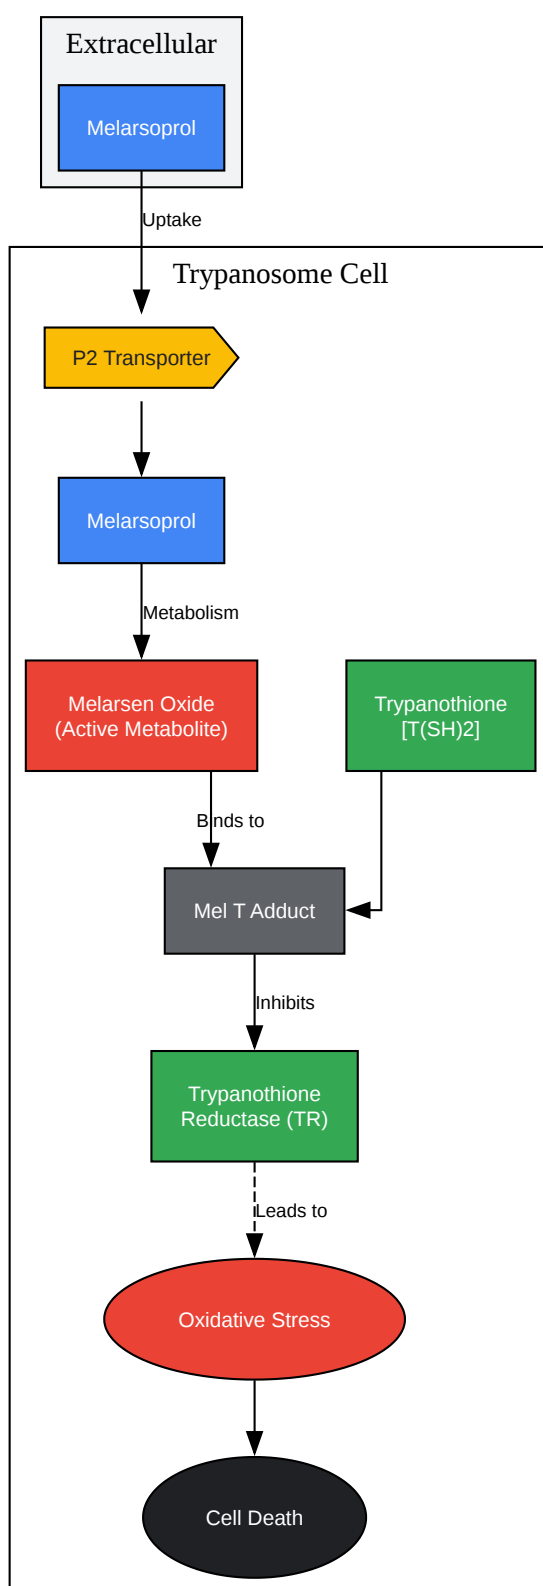 Extracellular
Melarsoprol
Uptake
Trypanosome Cell
P2 Transporter
Melarsoprol
Metabolism
Melarsen Oxide
(Active Metabolite)
Trypanothione
[T(SH)2]
Binds to
Mel T Adduct
Inhibits
Trypanothione
Reductase (TR)
Leads to
Oxidative Stress
Cell Death